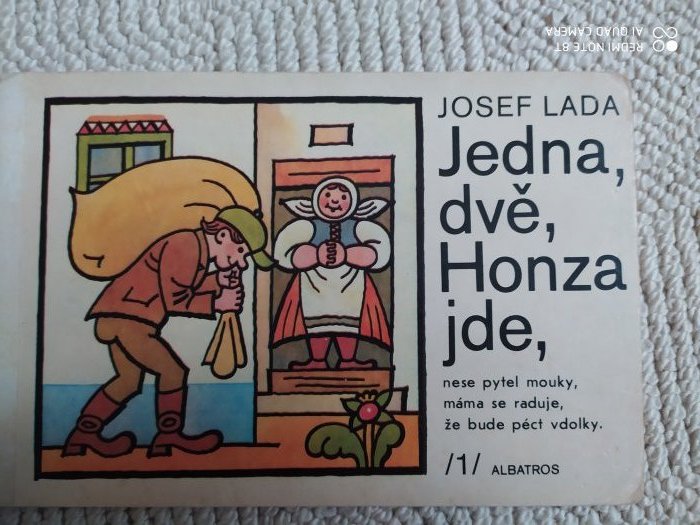 JOSEF LADA
Jedna,
dvě,
Honza
jde,
nese pytel mouky,
máma se raduje,
že bude péct vdolky.
/1/ ALBATROS
REDMI NOTE 8T
AI QUAD CAMERA